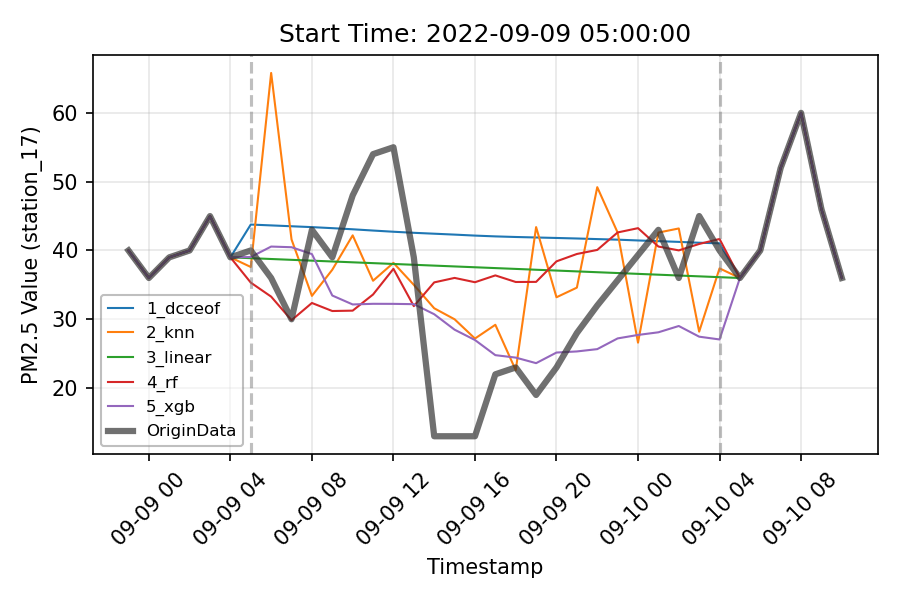 Start Time: 2022-09-09 05:00:00
PM2.5 Value (station_17)
60
50
40
30
20
1_dcceof
2_knn
3_linear
4_rf
5_xgb
OriginData
09-09 00
09-09 04
09-09 08
09-09 12
09-09 16
09-09 20
09-10 00
09-10 04
09-10 08
Timestamp